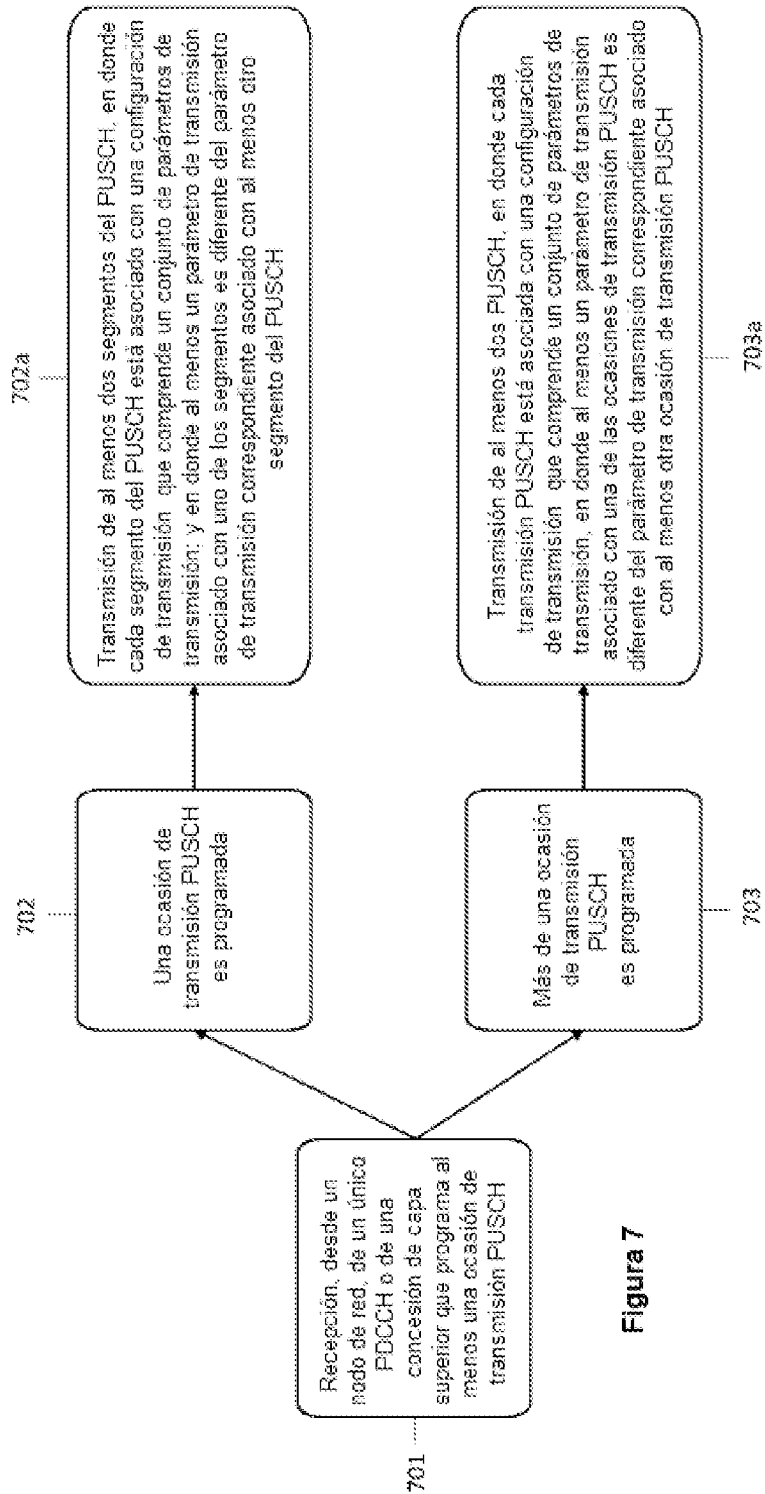 701
Recepción, desde un
nodo de red, de un único
PDCCH o de una
concesión de capa
superior que programa al
menos una ocasión de
transmisión PUSCH
702
Una ocasión de
transmisión PUSCH
es programada
702a
Transmisión de al menos dos segmentos del PUSCH, en donde
cada segmento del PUSCH está asociado con una configuración
de transmisión que comprende un conjunto de parámetros de
transmisión; y en donde al menos un parámetro de transmisión
asociado con uno de los segmentos es diferente del parámetro
de transmisión correspondiente asociado con al menos otro
segmento del PUSCH
703
Más de una ocasión
de transmisión
PUSCH
es programada
703a
Transmisión de al menos dos PUSCH, en donde cada
transmisión PUSCH está asociada con una configuración
de transmisión que comprende un conjunto de parámetros de
transmisión, en donde al menos un parámetro de transmisión
asociado con una de las ocasiones de transmisión PUSCH es
diferente del parámetro de transmisión correspondiente asociado
con al menos otra ocasión de transmisión PUSCH
Figura 7